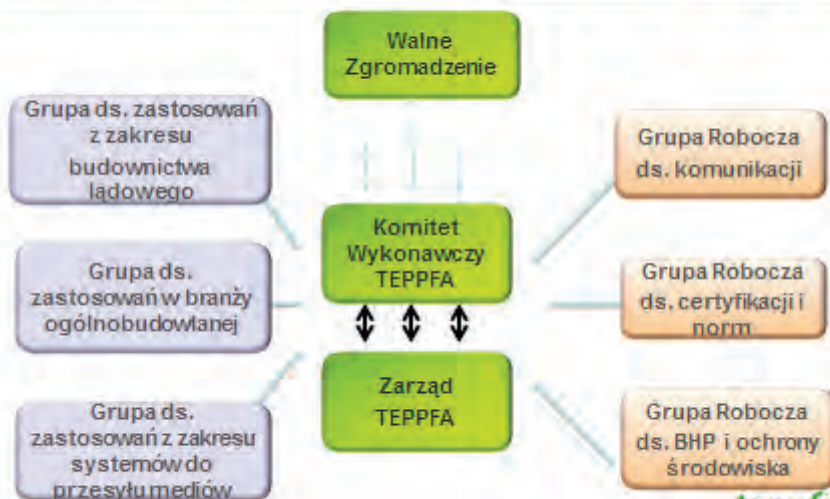 Walne
Zgromadzenie
Grupa ds. zastosowań
z zakresu
budownictwa
lądowego
Grupa ds.
zastosowań w branży
ogólnobudowlanej
Grupa ds.
zastosowań z zakresu
systemów do
przesyłu mediów
Komitet
Wykonawczy
TEPPFA
Zarząd
TEPPFA
Grupa Robocza
ds. komunikacji
Grupa Robocza
ds. certyfikacji i
norm
Grupa Robocza
ds. BHP i ochrony
środowiska